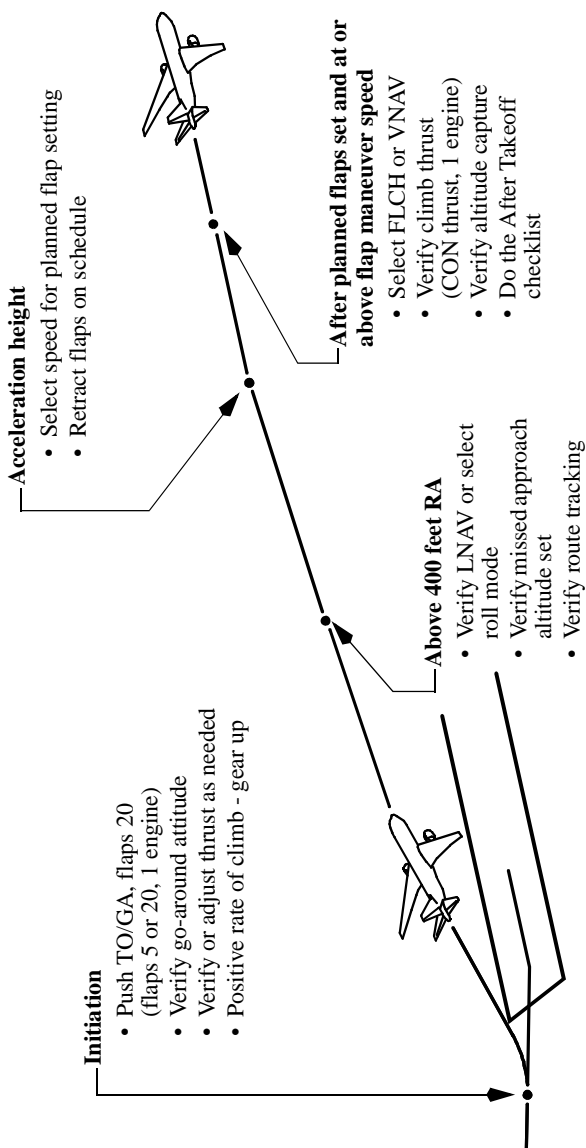 Initiation
• Push TO/GA, flaps 20
(flaps 5 or 20, 1 engine)
• Verify go-around attitude
• Verify or adjust thrust as needed
• Positive rate of climb - gear up
Above 400 feet RA
• Verify LNAV or select
roll mode
• Verify missed approach
altitude set
• Verify route tracking
Acceleration height
• Select speed for planned flap setting
• Retract flaps on schedule
After planned flaps set and at or
above flap maneuver speed
• Select FLCH or VNAV
• Verify climb thrust
(CON thrust, 1 engine)
• Verify altitude capture
• Do the After Takeoff
checklist